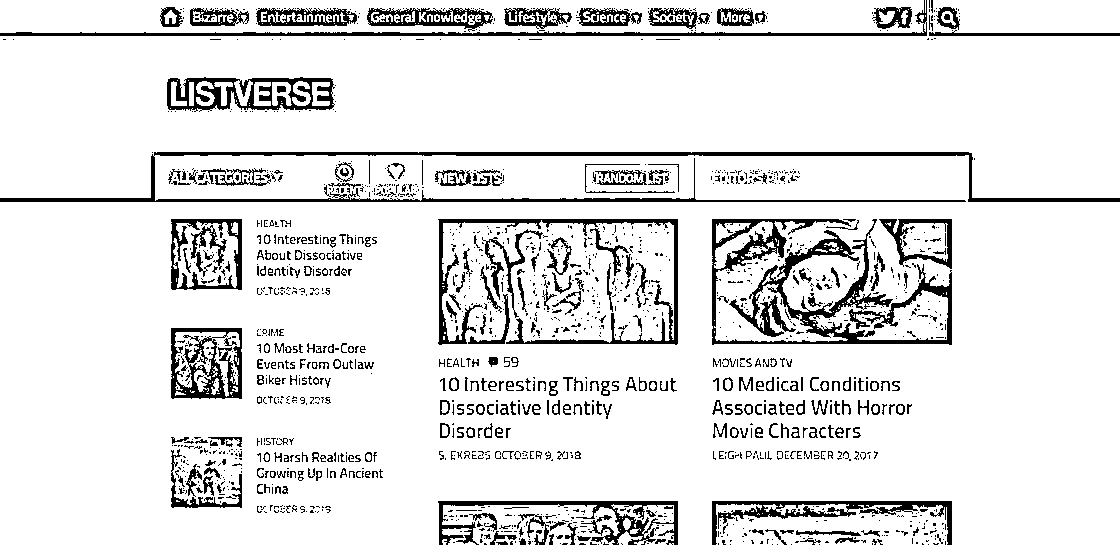 Bizarre Entertainment General Knowledge Lifestyle Science Society More
LISTVERSE
ALL CATEGORIES
RECENT
POPULAR
NEW LISTS
RANDOM LIST
EDITOR'S PICKS
HEALTH
10 Interesting Things
About Dissociative
Identity Disorder
OCTOBER 9, 2018
CRIME
10 Most Hard-Core
Events From Outlaw
Biker History
OCTOBER 9, 2018
HISTORY
10 Harsh Realities Of
Growing Up In Ancient
China
OCTOBER 9, 2018
HEALTH 59
10 Interesting Things About
Dissociative Identity
Disorder
S. OCTOBER 9, 2018
MOVIES AND TV
10 Medical Conditions
Associated With Horror
Movie Characters
LEIGH PAUL DECEMBER 20, 2017